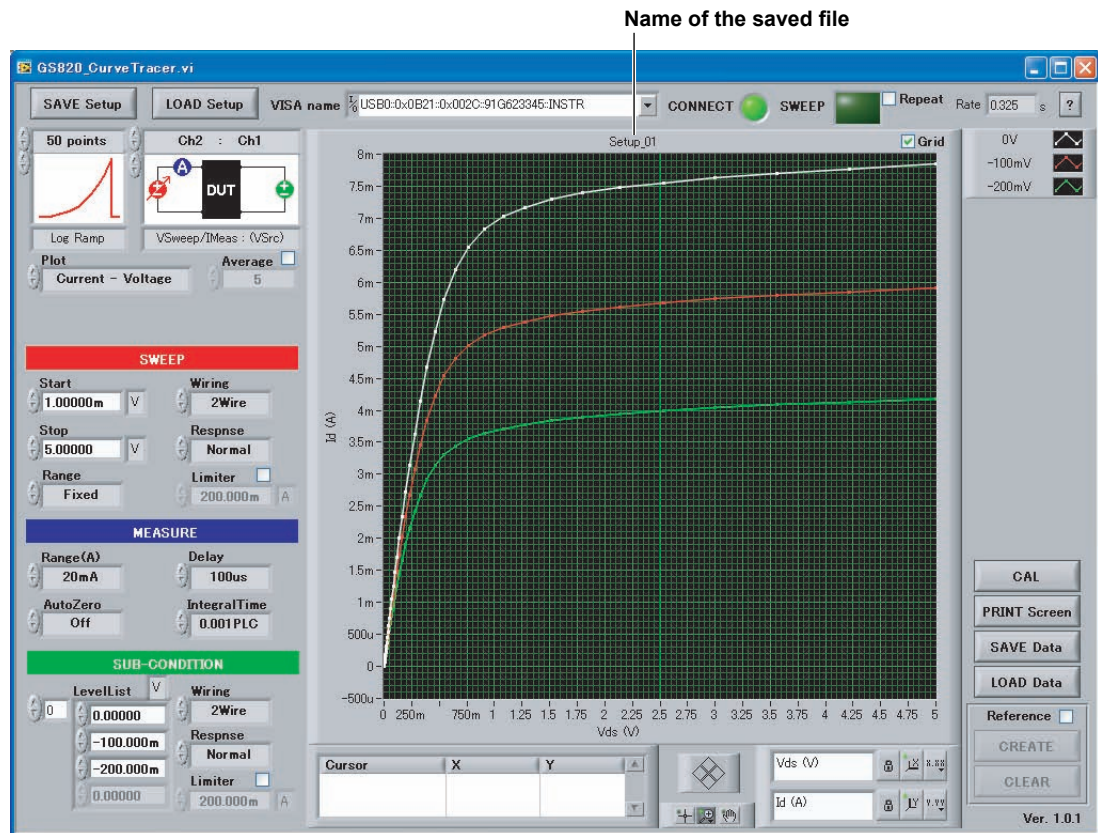 Name of the saved file
GS820_CurveTracer.vi
SAVE Setup LOAD Setup VISA name I/O USB0::0x0B21::0x002C::91G623345::INSTR CONNECT SWEEP Repeat Rate 0.325 s ?
50 points Ch2 : Ch1
A DUT
Log Ramp VSweep/IMeas : (VSrc)
Plot Average
Current - Voltage 5
SWEEP
Start Wiring
1.00000m V 2Wire
Stop Respnse
5.00000 V Normal
Range Limiter
Fixed 200.000m A
MEASURE
Range(A) Delay
20mA 100us
AutoZero IntegralTime
Off 0.001PLC
SUB-CONDITION
LevelList V Wiring
0 0.00000 2Wire
-100.000m Respnse
-200.000m Normal
0.00000 Limiter
200.000m A
Setup_01 Grid
8m
7.5m
7m
6.5m
6m
5.5m
5m
4.5m
4m
3.5m
3m
2.5m
2m
1.5m
1m
500u
0
-500u
Id (A)
0 250m 750m 1 1.25 1.5 1.75 2 2.25 2.5 2.75 3 3.25 3.5 3.75 4 4.25 4.5 4.75 5
Vds (V)
Cursor X Y
Vds (V) X x.xx
Id (A) Y y.yy
0V
-100mV
-200mV
CAL
PRINT Screen
SAVE Data
LOAD Data
Reference
CREATE
CLEAR
Ver. 1.0.1